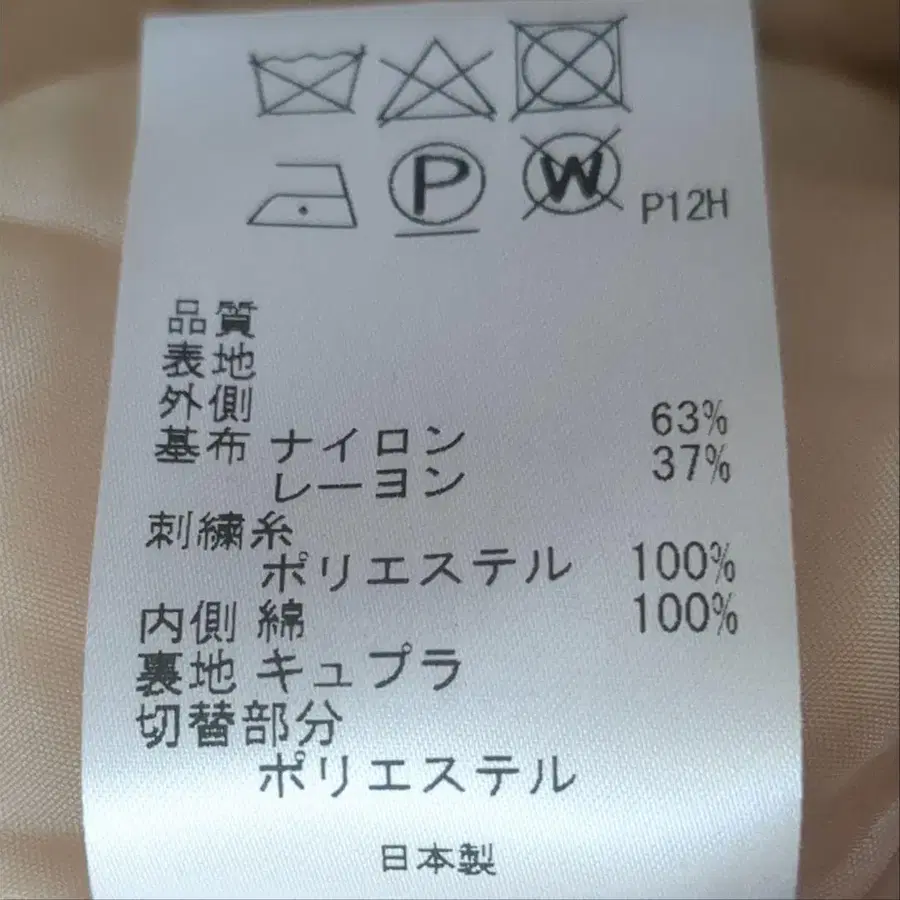 P
W
P12H
品質
表地
外側
基布 ナイロン 63%
レーヨン 37%
刺繍糸
ポリエステル 100%
内側 綿 100%
裏地 キュプラ
切替部分
ポリエステル
日本製